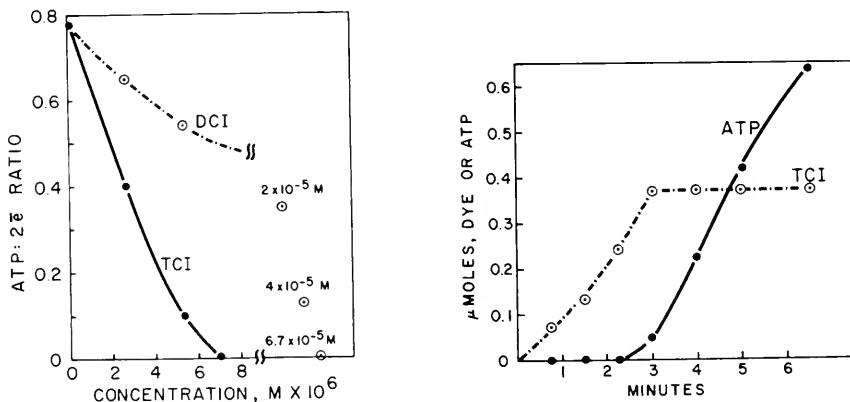 0.8
0.6
0.4
0.2
0
ATP: 2e̅ RATIO
DCI
TCI
2 x 10⁻⁵ M
4 x 10⁻⁵ M
6.7 x 10⁻⁵ M
0 2 4 6 8
CONCENTRATION, M X 10⁶
0.6
0.5
0.4
0.3
0.2
0.1
0
μMOLES, DYE OR ATP
ATP
TCI
1 2 3 4 5 6
MINUTES